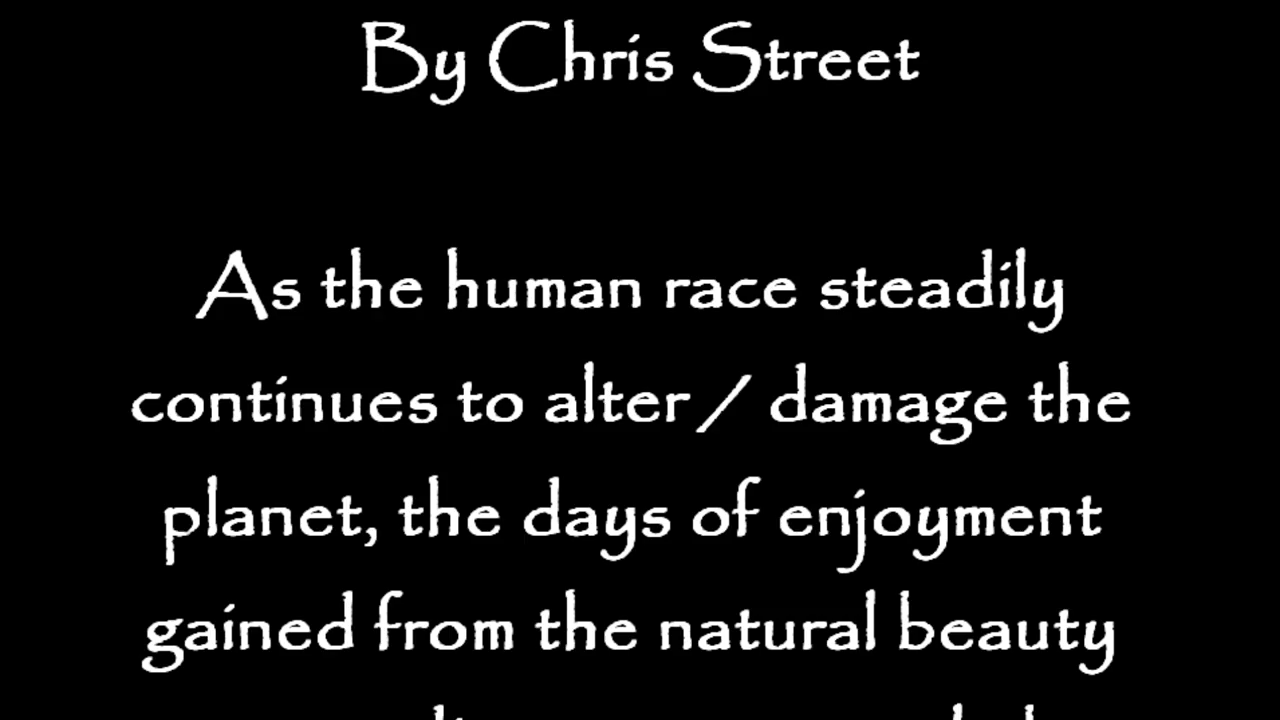 By Chris Street
As the human race steadily
continues to alter / damage the
planet, the days of enjoyment
gained from the natural beauty